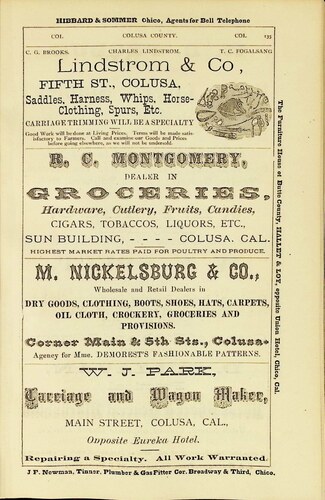 HIBBARD & SOMMER Chico, Agents for Bell Telephone
COL. COLUSA COUNTY. COL. 135
C. G. BROOKS. CHARLES LINDSTROM. T. C. FOGALSANG
Lindstrom & Co,
FIFTH ST., COLUSA,
Saddles, Harness, Whips, Horse-
Clothing, Spurs, Etc.
CARRIAGE TRIMMING WILL BE A SPECIALTY
Good Work will be done at Living Prices. Terms will be made satis-
factory to Farmers. Call and examine our Goods and Prices
before going elsewhere, as we will not be undersold.
R. C. MONTGOMERY,
DEALER IN
GROCERIES,
Hardware, Cutlery, Fruits, Candies,
CIGARS, TOBACCOS, LIQUORS, ETC.,
SUN BUILDING, - - - - COLUSA, CAL.
HIGHEST MARKET RATES PAID FOR POULTRY AND PRODUCE.
M. NICKELSBURG & CO.,
Wholesale and Retail Dealers in
DRY GOODS, CLOTHING, BOOTS, SHOES, HATS, CARPETS,
OIL CLOTH, CROCKERY, GROCERIES AND
PROVISIONS.
Corner Main & 5th Sts., Colusa.
Agency for Mme. DEMOREST'S FASHIONABLE PATTERNS.
W. J. PARK,
Carriage and Wagon Maker,
MAIN STREET, COLUSA, CAL.,
Opposite Eureka Hotel.
Repairing a Specialty. All Work Warranted.
J F. Newman, Tinner, Plumber & Gas Fitter Cor. Broadway & Third, Chico.
The Furniture House of Butte County, HALLET & LOY, opposite Union Hotel, Chico, Cal.